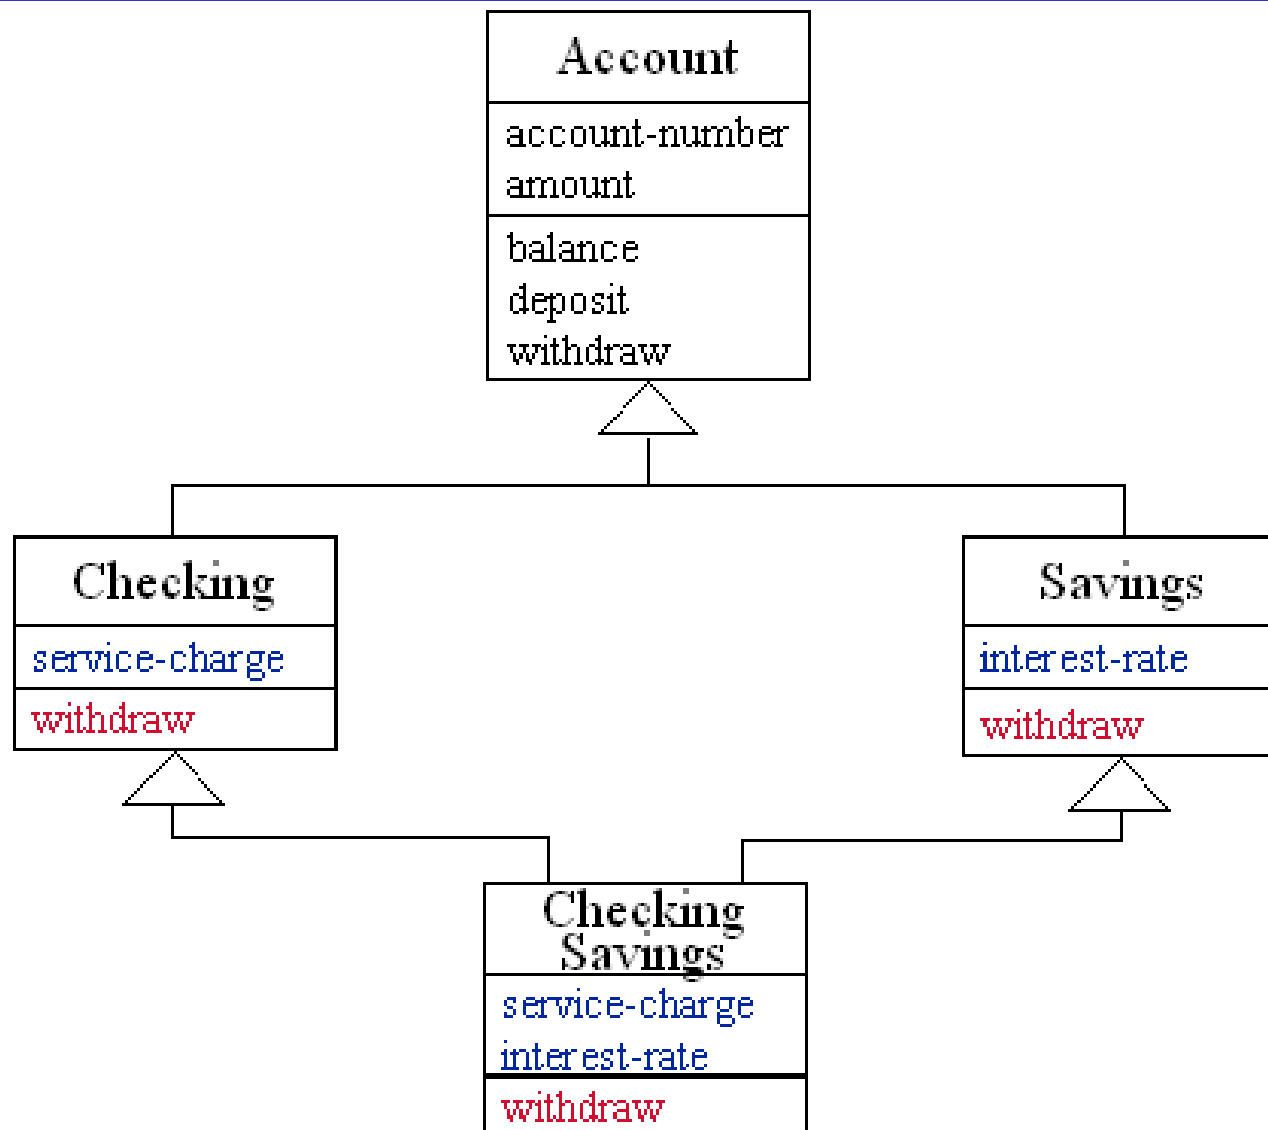 Account
account-number
amount
balance
deposit
withdraw
Checking
service-charge
withdraw
Savings
interest-rate
withdraw
Checking
Savings
service-charge
interest-rate
withdraw